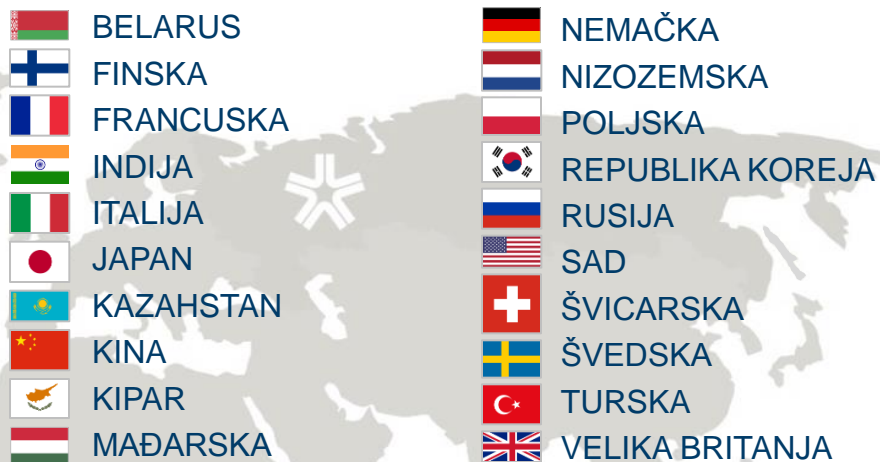 BELARUS
FINSKA
FRANCUSKA
INDIJA
ITALIJA
JAPAN
KAZAHSTAN
KINA
KIPAR
MAĐARSKA
NEMAČKA
NIZOZEMSKA
POLJSKA
REPUBLIKA KOREJA
RUSIJA
SAD
ŠVICARSKA
ŠVEDSKA
TURSKA
VELIKA BRITANJA